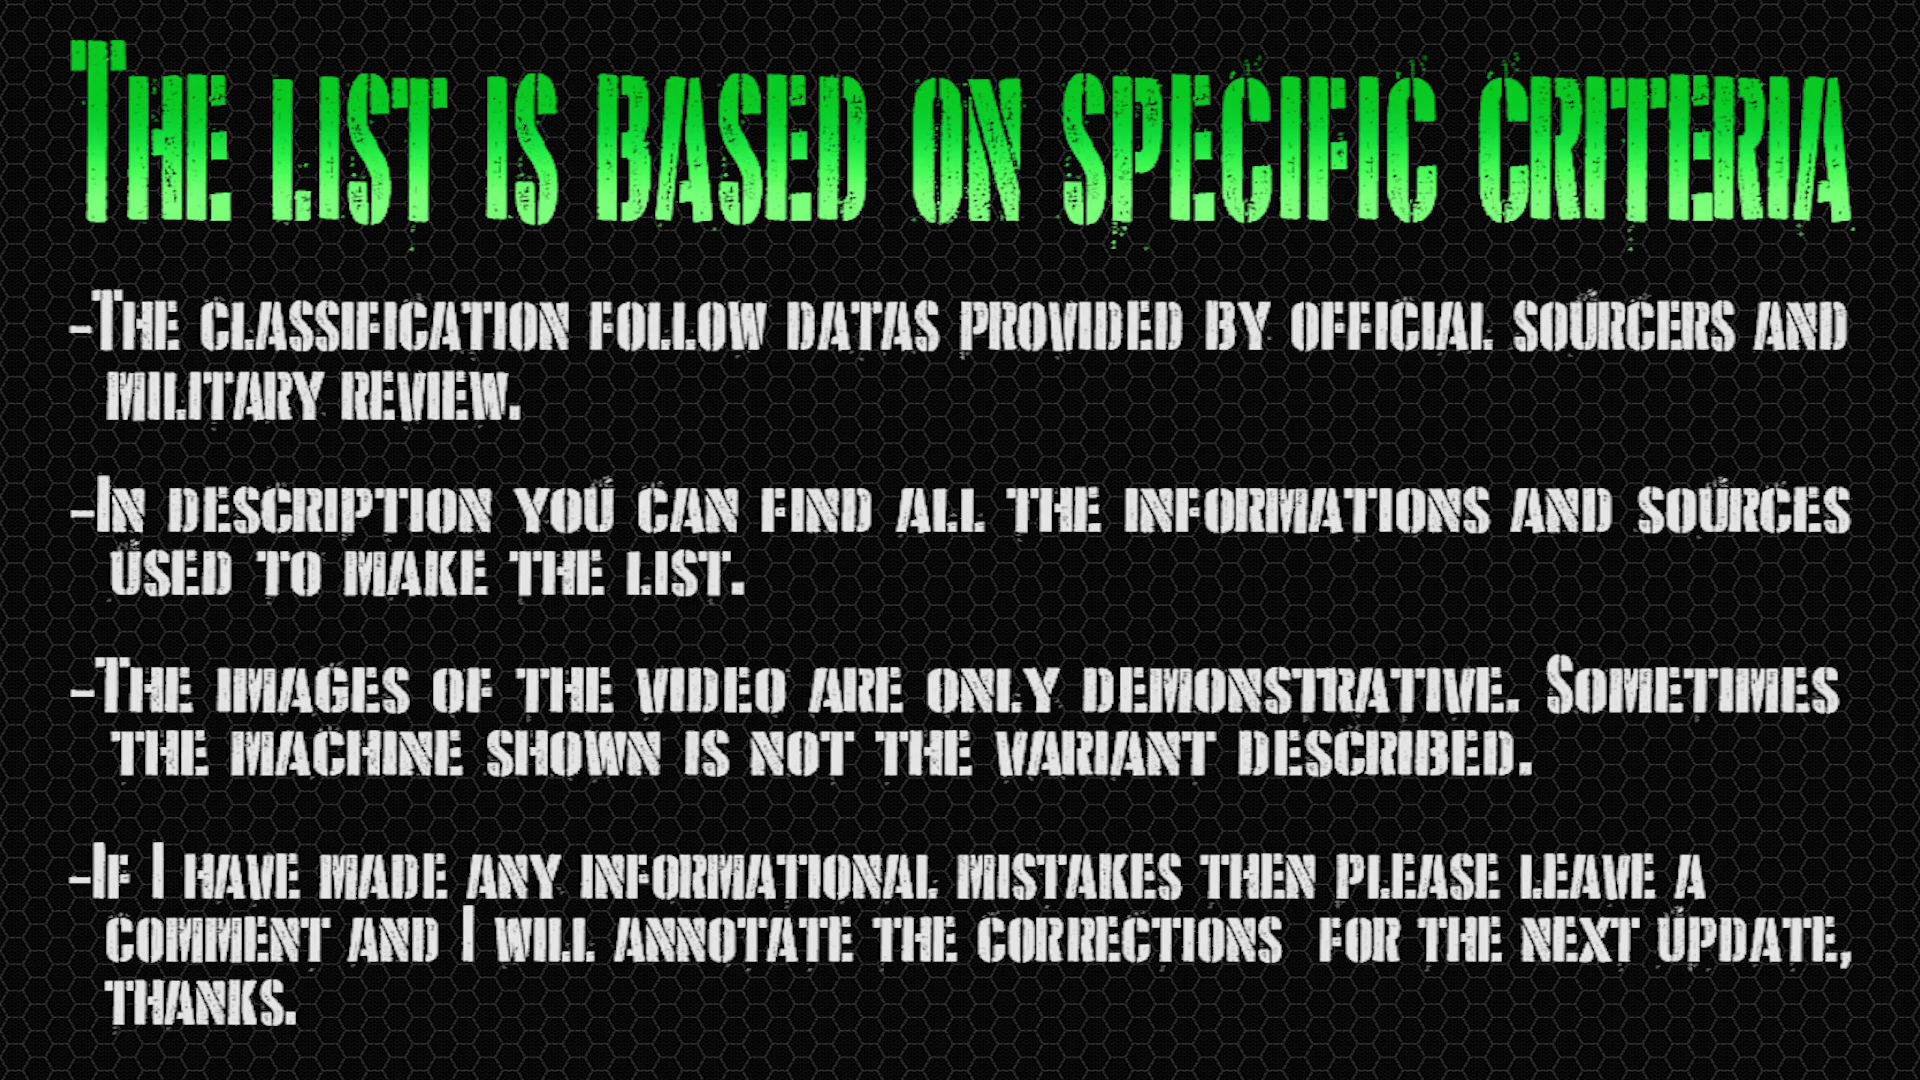 The list is based on specific criteria
-The classification follow datas provided by official sourcers and
military review.
-In description you can find all the informations and sources
used to make the list.
-The images of the video are only demonstrative. Sometimes
the machine shown is not the variant described.
-If I have made any informational mistakes then please leave a
comment and I will annotate the corrections for the next update,
thanks.